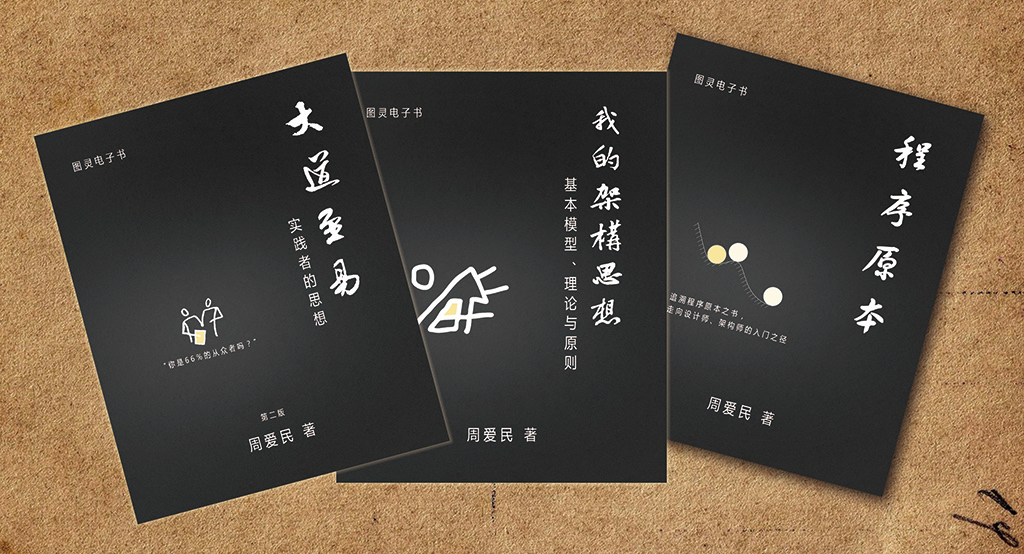 图灵电子书
大道至易
实践者的思想
“你是66%的从众者吗？”
第二版
周爱民 著
图灵电子书
我的架構思想
基本模型、理论与原则
周爱民 著
图灵电子书
程序原本
追溯程序原本之书，
走向设计师、架构师的入门之径
周爱民 著